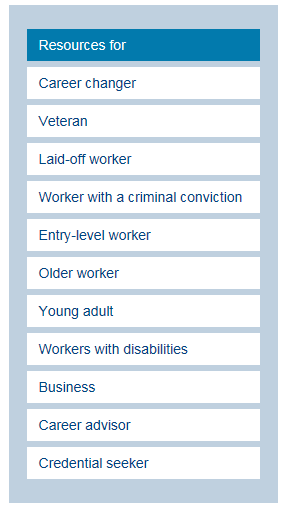 Resources for
Career changer
Veteran
Laid-off worker
Worker with a criminal conviction
Entry-level worker
Older worker
Young adult
Workers with disabilities
Business
Career advisor
Credential seeker